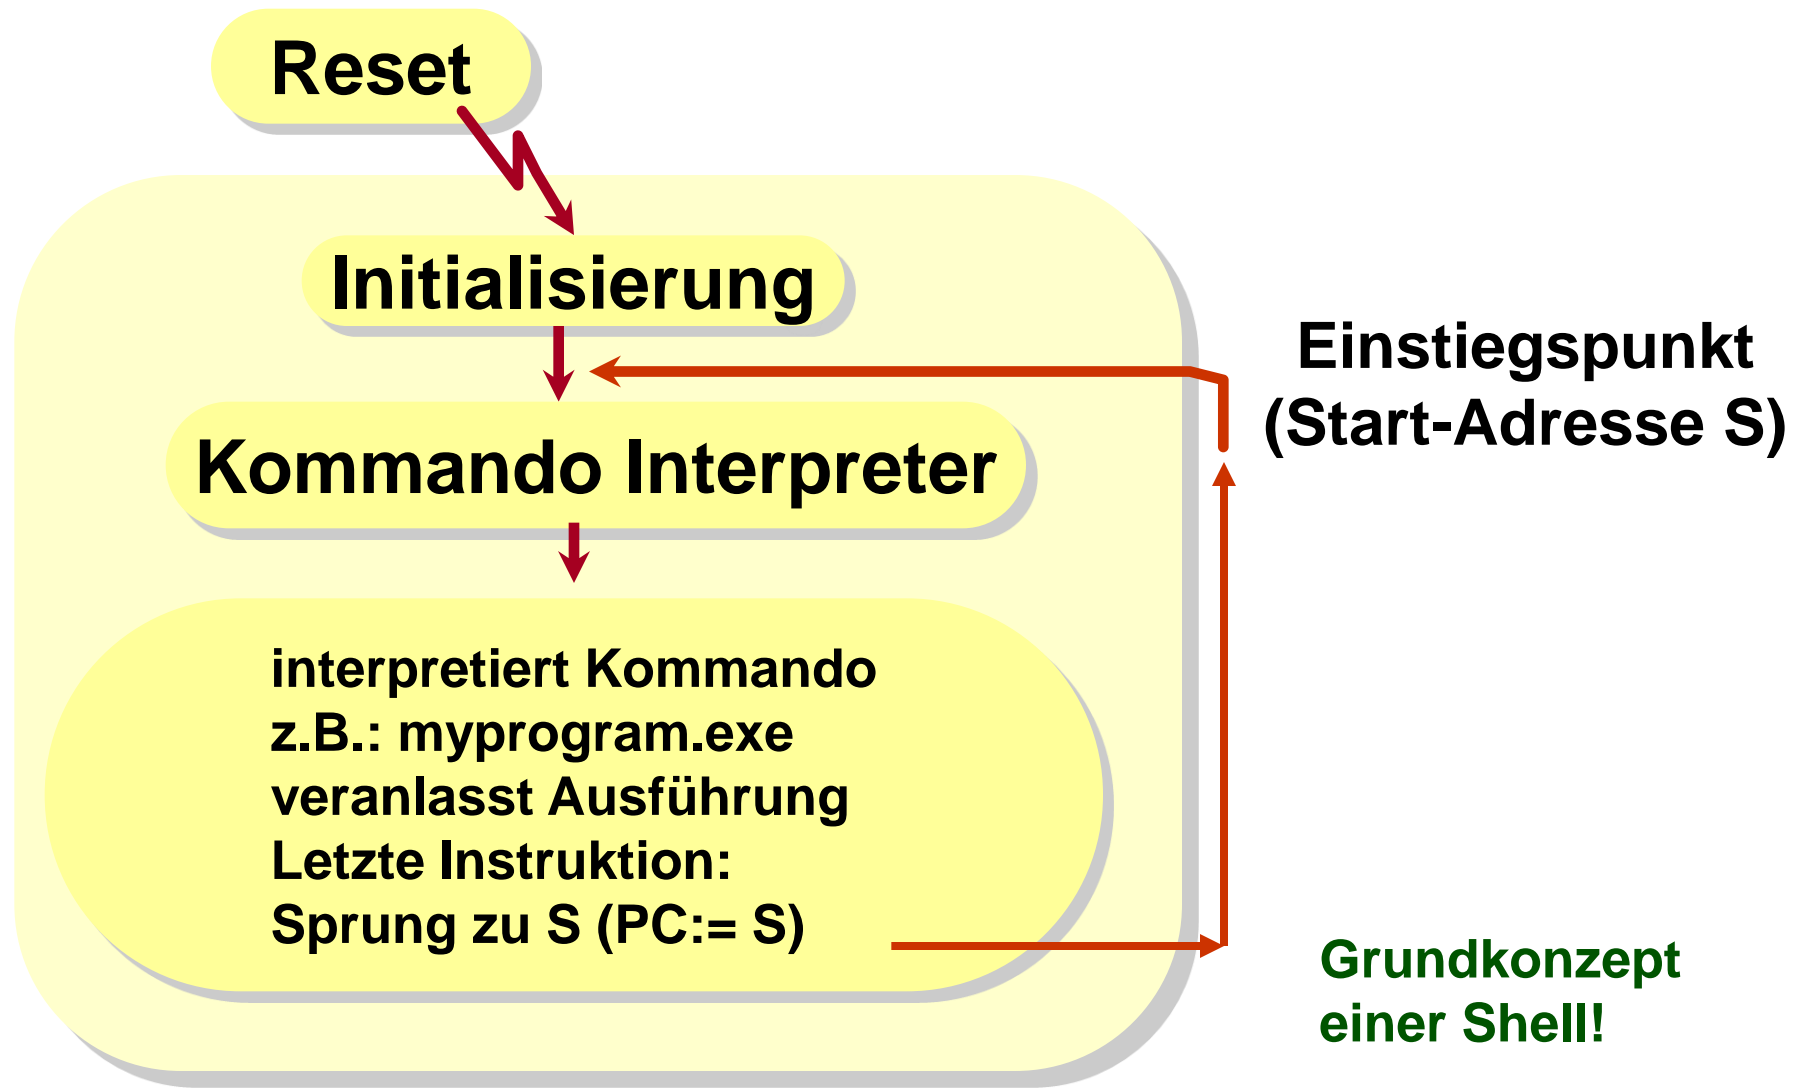 Reset
Initialisierung
Einstiegspunkt
(Start-Adresse S)
Kommando Interpreter
interpretiert Kommando
z.B.: myprogram.exe
veranlasst Ausführung
Letzte Instruktion:
Sprung zu S (PC:= S)
Grundkonzept
einer Shell!